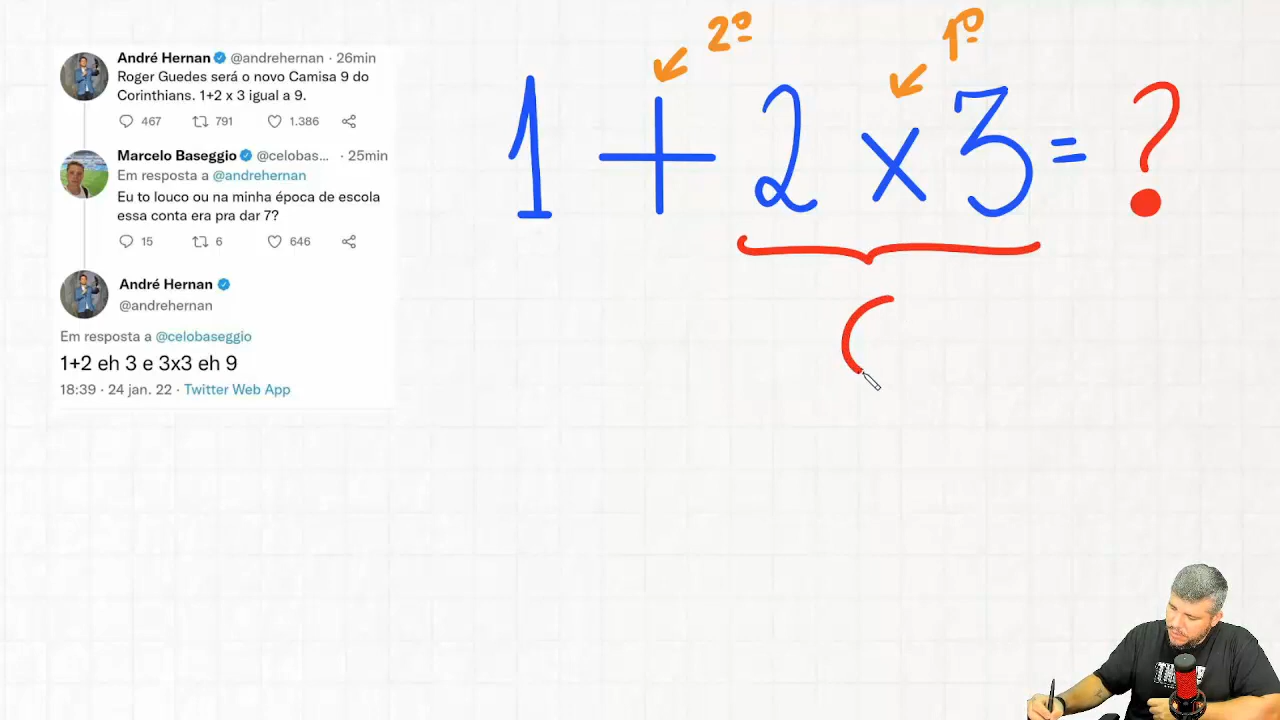 André Hernan @andrehernan · 26min
Roger Guedes será o novo Camisa 9 do
Corinthians. 1+2 x 3 igual a 9.
467 791 1.386
Marcelo Baseggio @celobas... · 25min
Em resposta a @andrehernan
Eu to louco ou na minha época de escola
essa conta era pra dar 7?
15 6 646
André Hernan
@andrehernan
Em resposta a @celobaseggio
1+2 eh 3 e 3x3 eh 9
18:39 · 24 jan. 22 · Twitter Web App
2º 1º
1 + 2 x 3 = ?